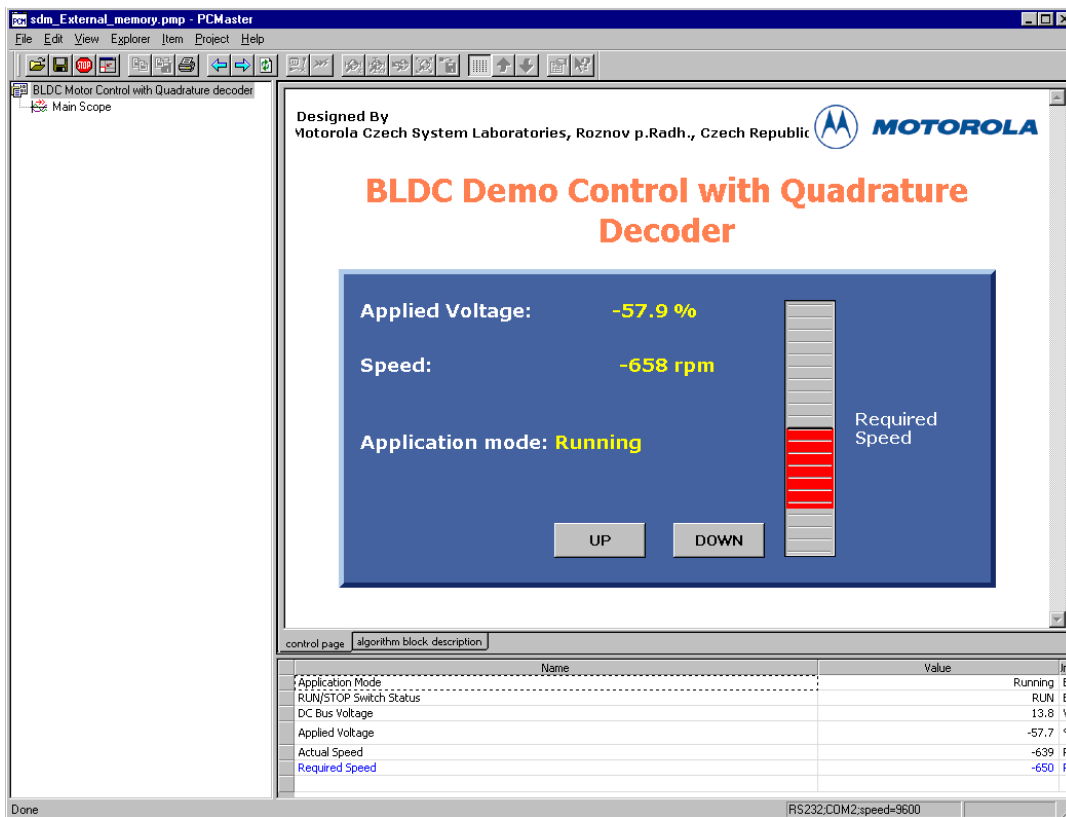 sdm_External_memory.pmp - PCMaster
File Edit View Explorer Item Project Help
BLDC Motor Control with Quadrature decoder
Main Scope
Designed By
Motorola Czech System Laboratories, Roznov p.Radh., Czech Republic
MOTOROLA
BLDC Demo Control with Quadrature
Decoder
Applied Voltage: -57.9 %
Speed: -658 rpm
Required
Speed
Application mode: Running
UP DOWN
control page algorithm block description
Name Value
Application Mode Running
RUN/STOP Switch Status RUN
DC Bus Voltage 13.8
Applied Voltage -57.7
Actual Speed -639
Required Speed -650
Done RS232;COM2;speed=9600